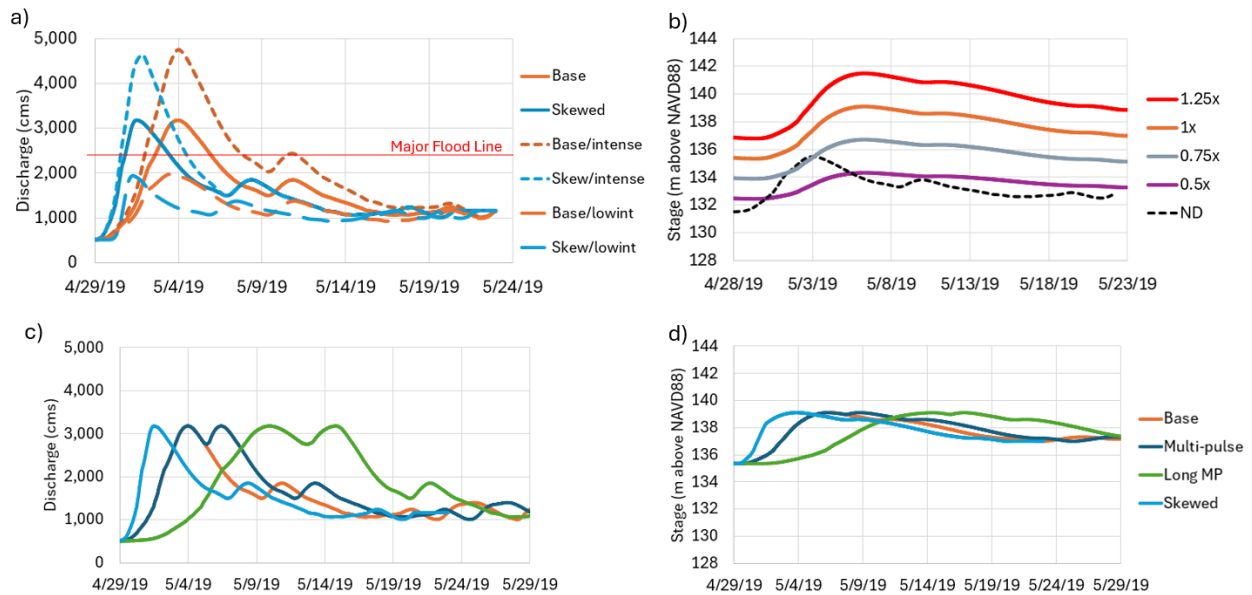 a)
Discharge (cms)
5,000
4,000
3,000
2,000
1,000
0
4/29/19 5/4/19 5/9/19 5/14/19 5/19/19 5/24/19
Major Flood Line
Base
Skewed
Base/intense
Skew/intense
Base/lowint
Skew/lowint
b)
Stage (m above NAVD88)
144
142
140
138
136
134
132
130
128
4/28/19 5/3/19 5/8/19 5/13/19 5/18/19 5/23/19
1.25x
1x
0.75x
0.5x
ND
c)
Discharge (cms)
5,000
4,000
3,000
2,000
1,000
0
4/29/19 5/4/19 5/9/19 5/14/19 5/19/19 5/24/19 5/29/19
d)
Stage (m above NAVD88)
144
142
140
138
136
134
132
130
128
4/29/19 5/4/19 5/9/19 5/14/19 5/19/19 5/24/19 5/29/19
Base
Multi-pulse
Long MP
Skewed